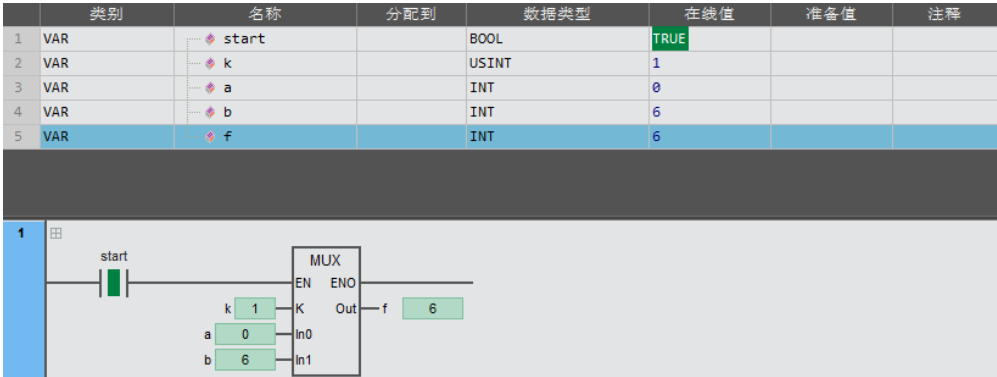 类别 名称 分配到 数据类型 在线值 准备值 注释
1 VAR start BOOL TRUE
2 VAR k USINT 1
3 VAR a INT 0
4 VAR b INT 6
5 VAR f INT 6
1
start MUX
EN ENO
k 1 K Out f 6
a 0 In0
b 6 In1